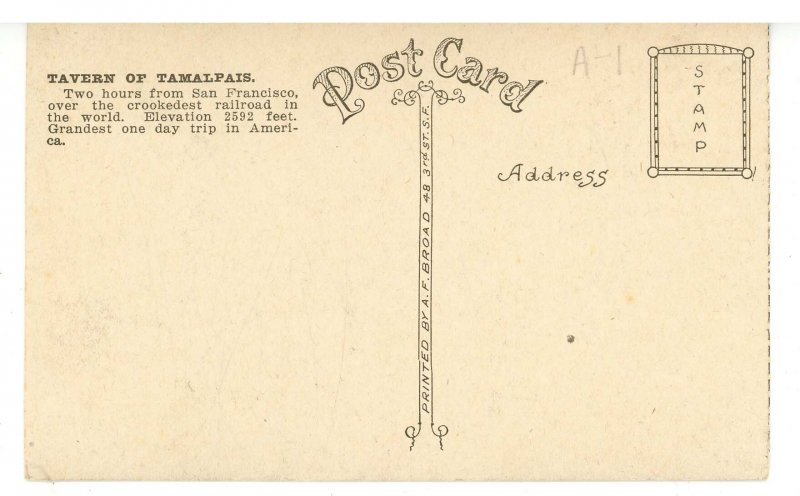 TAVERN OF TAMALPAIS.
Two hours from San Francisco,
over the crookedest railroad in
the world. Elevation 2592 feet.
Grandest one day trip in Ameri-
ca.
Post Card
A-1
STAMP
Address
PRINTED BY A.F. BROAD 48 3rd ST. S.F.